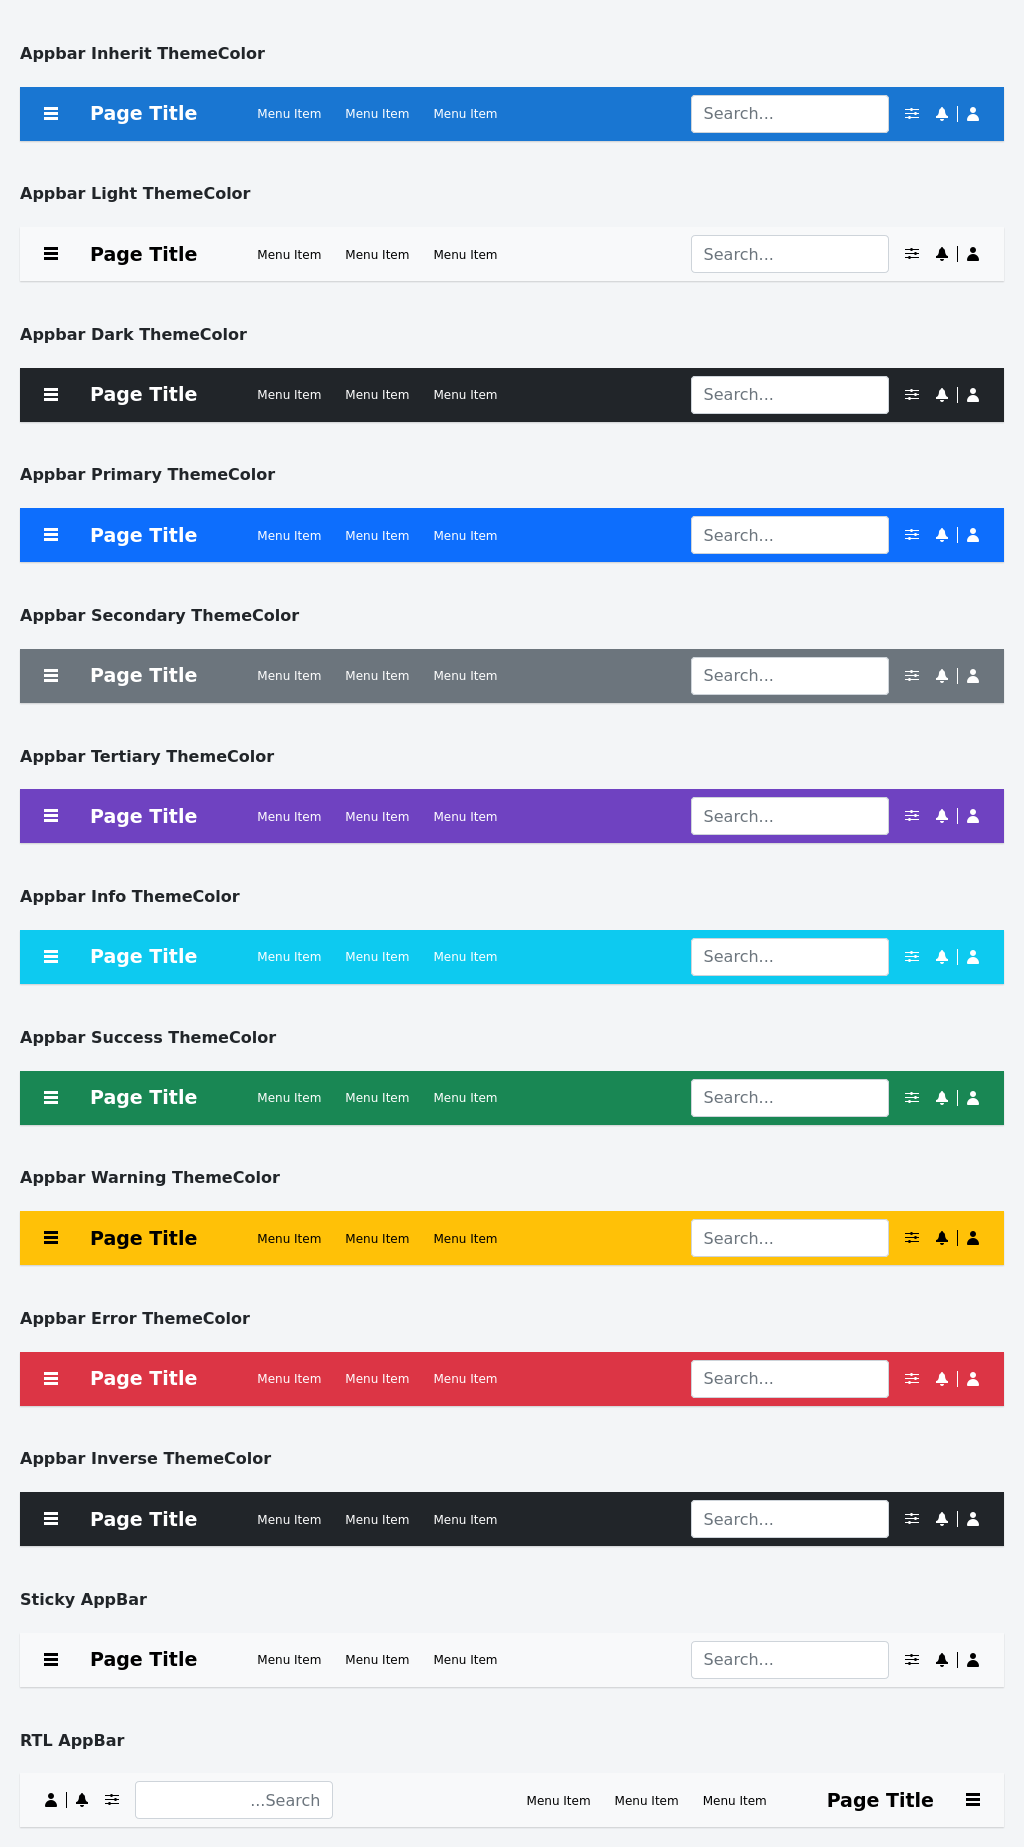 Appbar Inherit ThemeColor
Page Title Menu Item Menu Item Menu Item Search...
Appbar Light ThemeColor
Page Title Menu Item Menu Item Menu Item Search...
Appbar Dark ThemeColor
Page Title Menu Item Menu Item Menu Item Search...
Appbar Primary ThemeColor
Page Title Menu Item Menu Item Menu Item Search...
Appbar Secondary ThemeColor
Page Title Menu Item Menu Item Menu Item Search...
Appbar Tertiary ThemeColor
Page Title Menu Item Menu Item Menu Item Search...
Appbar Info ThemeColor
Page Title Menu Item Menu Item Menu Item Search...
Appbar Success ThemeColor
Page Title Menu Item Menu Item Menu Item Search...
Appbar Warning ThemeColor
Page Title Menu Item Menu Item Menu Item Search...
Appbar Error ThemeColor
Page Title Menu Item Menu Item Menu Item Search...
Appbar Inverse ThemeColor
Page Title Menu Item Menu Item Menu Item Search...
Sticky AppBar
Page Title Menu Item Menu Item Menu Item Search...
RTL AppBar
...Search Menu Item Menu Item Menu Item Page Title